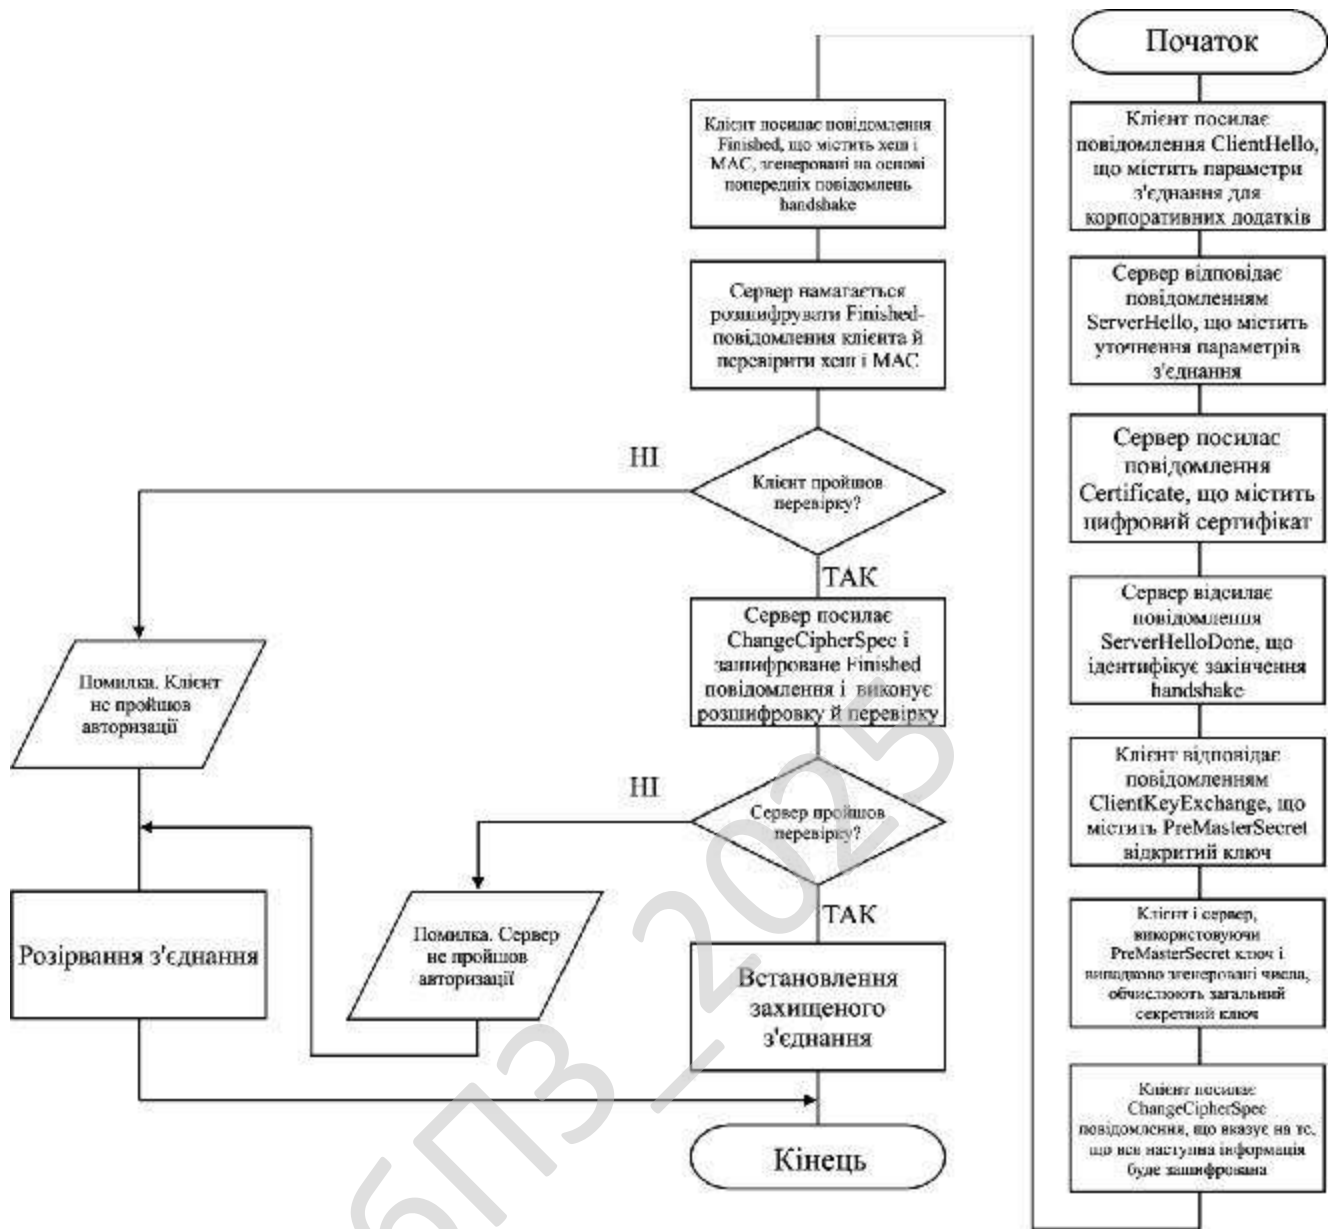 Початок
Клієнт посилає
повідомлення ClientHello,
що містить параметри
з'єднання для
корпоративних додатків
Сервер відповідає
повідомленням
ServerHello, що містить
уточнення параметрів
з'єднання
Сервер посилає
повідомлення
Certificate, що містить
цифровий сертифікат
Сервер відсилає
повідомлення
ServerHelloDone, що
ідентифікує закінчення
handshake
Клієнт відповідає
повідомленням
ClientKeyExchange, що
містить PreMasterSecret
відкритий ключ
Клієнт і сервер,
використовуючи
PreMasterSecret ключ і
випадково згенеровані числа,
обчислюють загальний
секретний ключ
Клієнт посилає
ChangeCipherSpec
повідомлення, що вказує на те,
що вся наступна інформація
буде зашифрована
Клієнт посилає повідомлення
Finished, що містить хеш і
MAC, згенеровані на основі
попередніх повідомлень
handshake
Сервер намагається
розшифрувати Finished-
повідомлення клієнта й
перевірити хеш і MAC
Клієнт пройшов
перевірку?
НІ
ТАК
Помилка. Клієнт
не пройшов
авторизації
Сервер посилає
ChangeCipherSpec і
зашифроване Finished
повідомлення і виконує
розшифровку й перевірку
Сервер пройшов
перевірку?
НІ
ТАК
Помилка. Сервер
не пройшов
авторизації
Розірвання з'єднання
Встановлення
захищеного
з'єднання
Кінець
бПЗ_2025